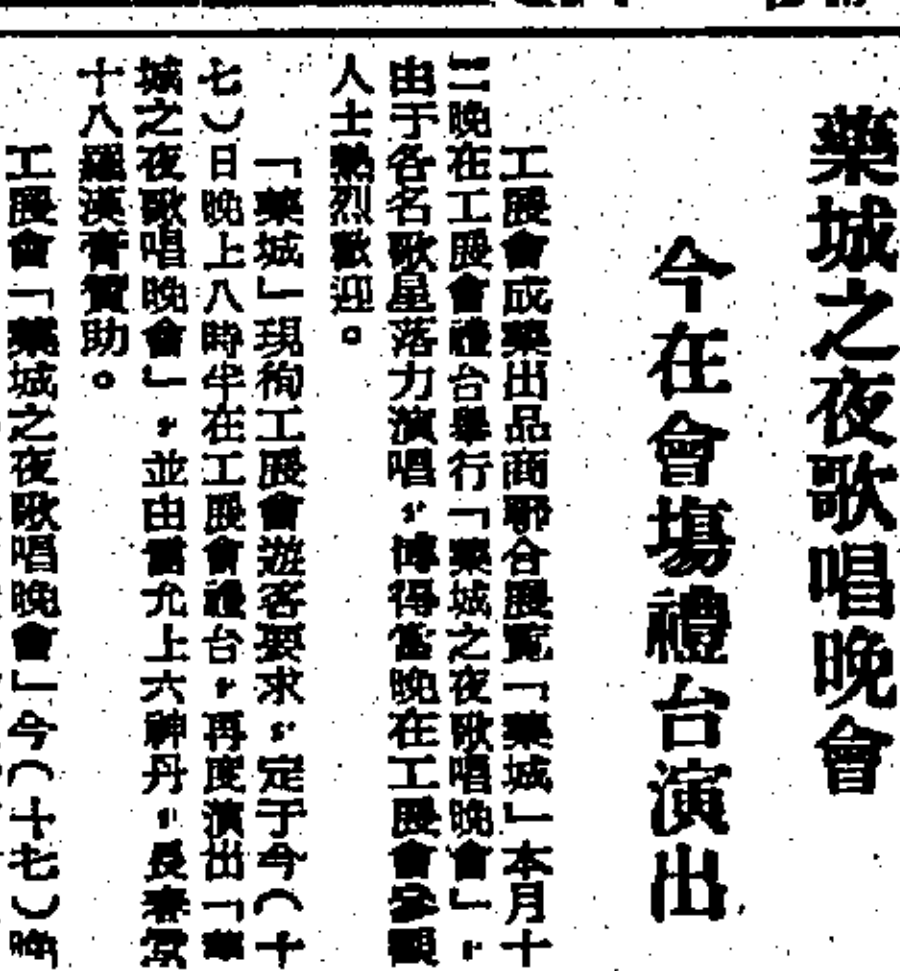 藥城之夜歌唱晚會
今在會塲禮台演出
工展會成藥出品商聯合展覽「藥城」本月十
二晚在工展會禮台舉行「藥城之夜歌唱晚會」，
由于各名歌星落力演唱，博得當晚在工展會參觀
人士熱烈歡迎。
「藥城」現徇工展會遊客要求，定于今（十
七）日晚上八時半在工展會禮台，再度演出「藥
城之夜歌唱晚會」，並由雷允上六神丹，長春堂
十八羅漢膏贊助。
工展會「藥城之夜歌唱晚會」今（十七）晚